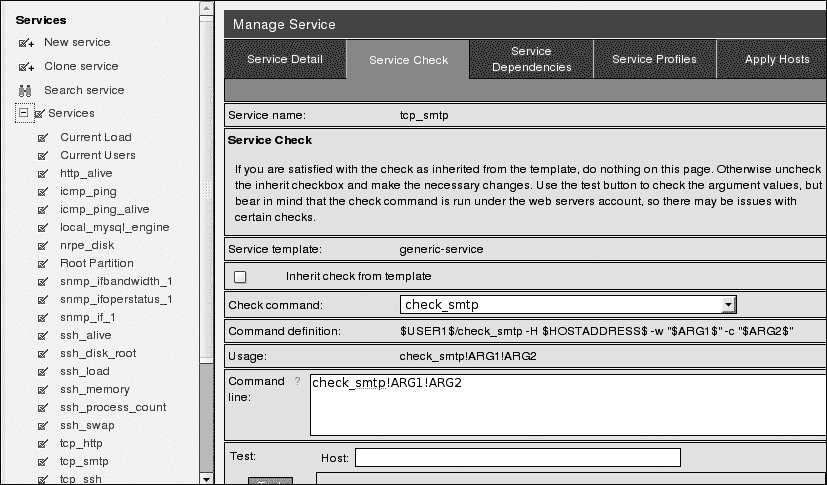 Services
New service
Clone service
Search service
Services
Current Load
Current Users
http_alive
icmp_ping
icmp_ping_alive
local_mysql_engine
nrpe_disk
Root Partition
snmp_ifbandwidth_1
snmp_ifoperstatus_1
snmp_if_1
ssh_alive
ssh_disk_root
ssh_load
ssh_memory
ssh_process_count
ssh_swap
tcp_http
tcp_smtp
tcp_ssh
Manage Service
Service Detail
Service Check
Service
Dependencies
Service Profiles
Apply Hosts
Service name: tcp_smtp
Service Check
If you are satisfied with the check as inherited from the template, do nothing on this page. Otherwise uncheck
the inherit checkbox and make the necessary changes. Use the test button to check the argument values, but
bear in mind that the check command is run under the web servers account, so there may be issues with
certain checks.
Service template: generic-service
Inherit check from template
Check command: check_smtp
Command definition: $USER1$/check_smtp -H $HOSTADDRESS$ -w "$ARG1$" -c "$ARG2$"
Usage: check_smtp!ARG1!ARG2
Command ?
line:
check_smtp!ARG1!ARG2
Test: Host: